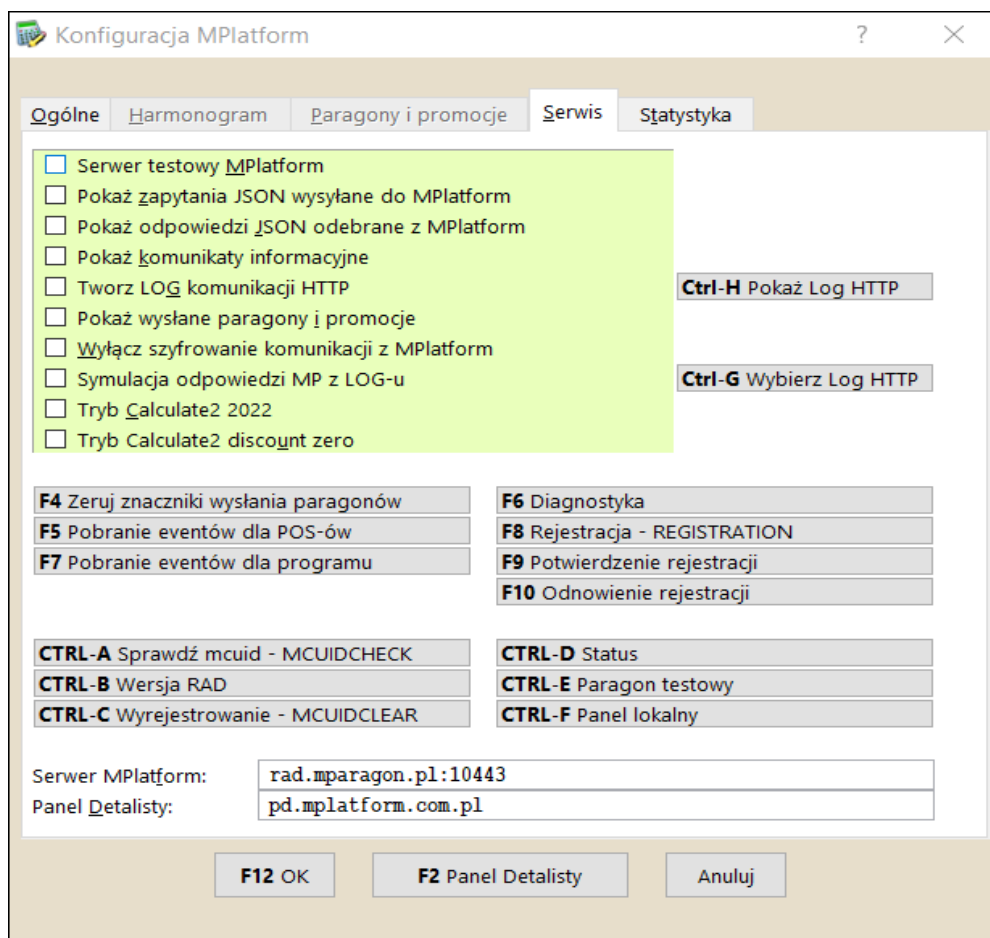 Konfiguracja MPlatform ?
Ogólne Harmonogram Paragony i promocje Serwis Statystyka
Serwer testowy MPlatform
Pokaż zapytania JSON wysyłane do MPlatform
Pokaż odpowiedzi JSON odebrane z MPlatform
Pokaż komunikaty informacyjne
Tworz LOG komunikacji HTTP
Ctrl-H Pokaż Log HTTP
Pokaż wysłane paragony i promocje
Wyłącz szyfrowanie komunikacji z MPlatform
Symulacja odpowiedzi MP z LOG-u
Ctrl-G Wybierz Log HTTP
Tryb Calculate2 2022
Tryb Calculate2 discount zero
F4 Zeruj znaczniki wysłania paragonów
F6 Diagnostyka
F5 Pobranie eventów dla POS-ów
F8 Rejestracja - REGISTRATION
F7 Pobranie eventów dla programu
F9 Potwierdzenie rejestracji
F10 Odnowienie rejestracji
CTRL-A Sprawdź mcuid - MCUIDCHECK
CTRL-D Status
CTRL-B Wersja RAD
CTRL-E Paragon testowy
CTRL-C Wyrejestrowanie - MCUIDCLEAR
CTRL-F Panel lokalny
Serwer MPlatform: rad.mparagon.pl:10443
Panel Detalisty: pd.mplatform.com.pl
F12 OK F2 Panel Detalisty Anuluj